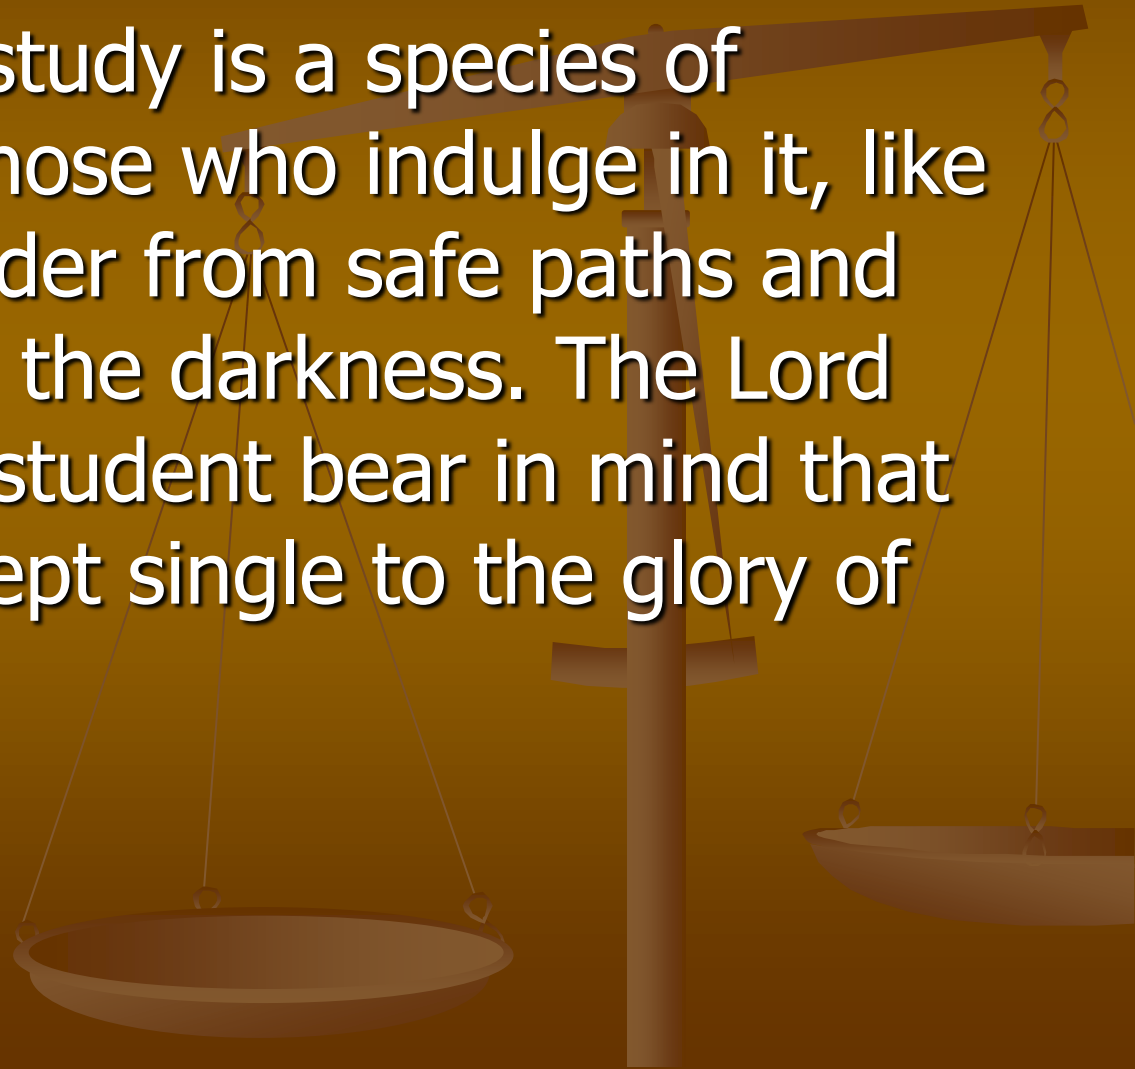 study is a species of
hose who indulge in it, like
der from safe paths and
the darkness. The Lord
student bear in mind that
ept single to the glory of